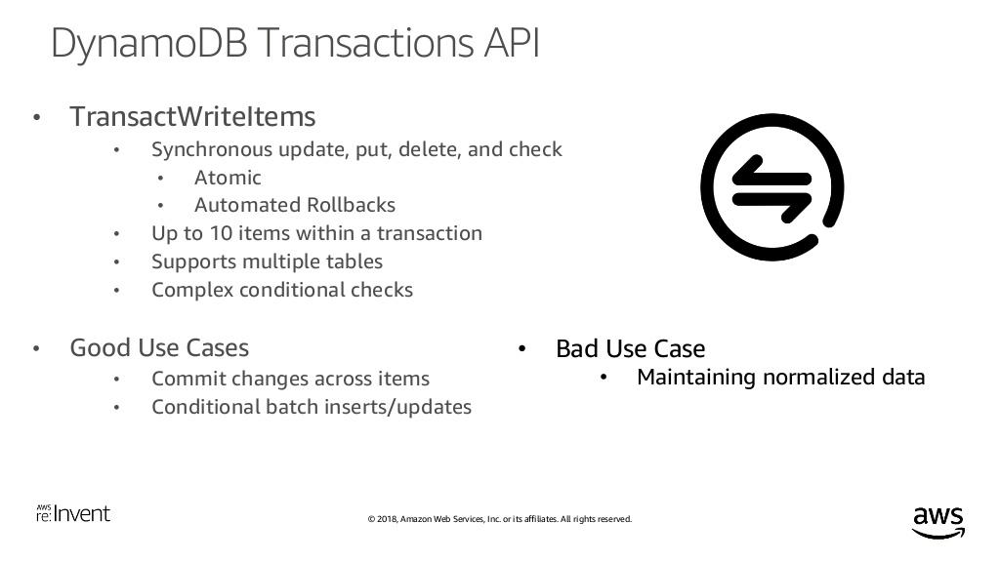 DynamoDB Transactions API
• TransactWriteItems
• Synchronous update, put, delete, and check
• Atomic
• Automated Rollbacks
• Up to 10 items within a transaction
• Supports multiple tables
• Complex conditional checks
• Good Use Cases
• Commit changes across items
• Conditional batch inserts/updates
• Bad Use Case
• Maintaining normalized data
AWS
re:Invent
© 2018, Amazon Web Services, Inc. or its affiliates. All rights reserved.
aws